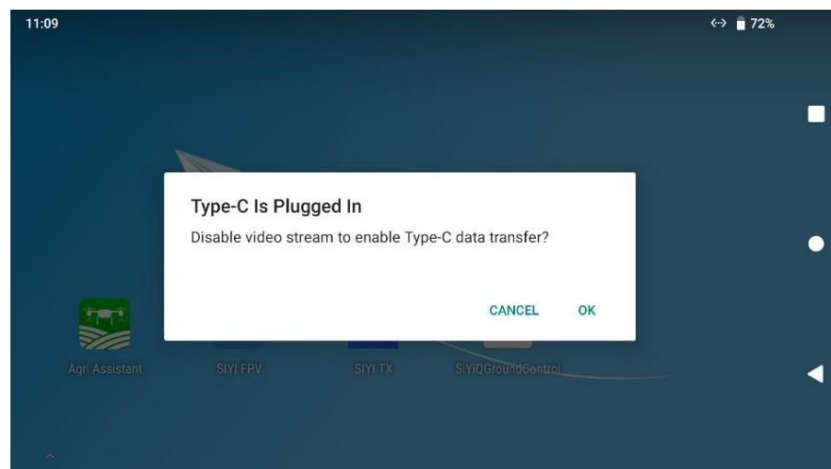 11:09
72%
Type-C Is Plugged In
Disable video stream to enable Type-C data transfer?
CANCEL OK
Agri Assistant SIYI FPV SIYI TX SiYiQGroundControl